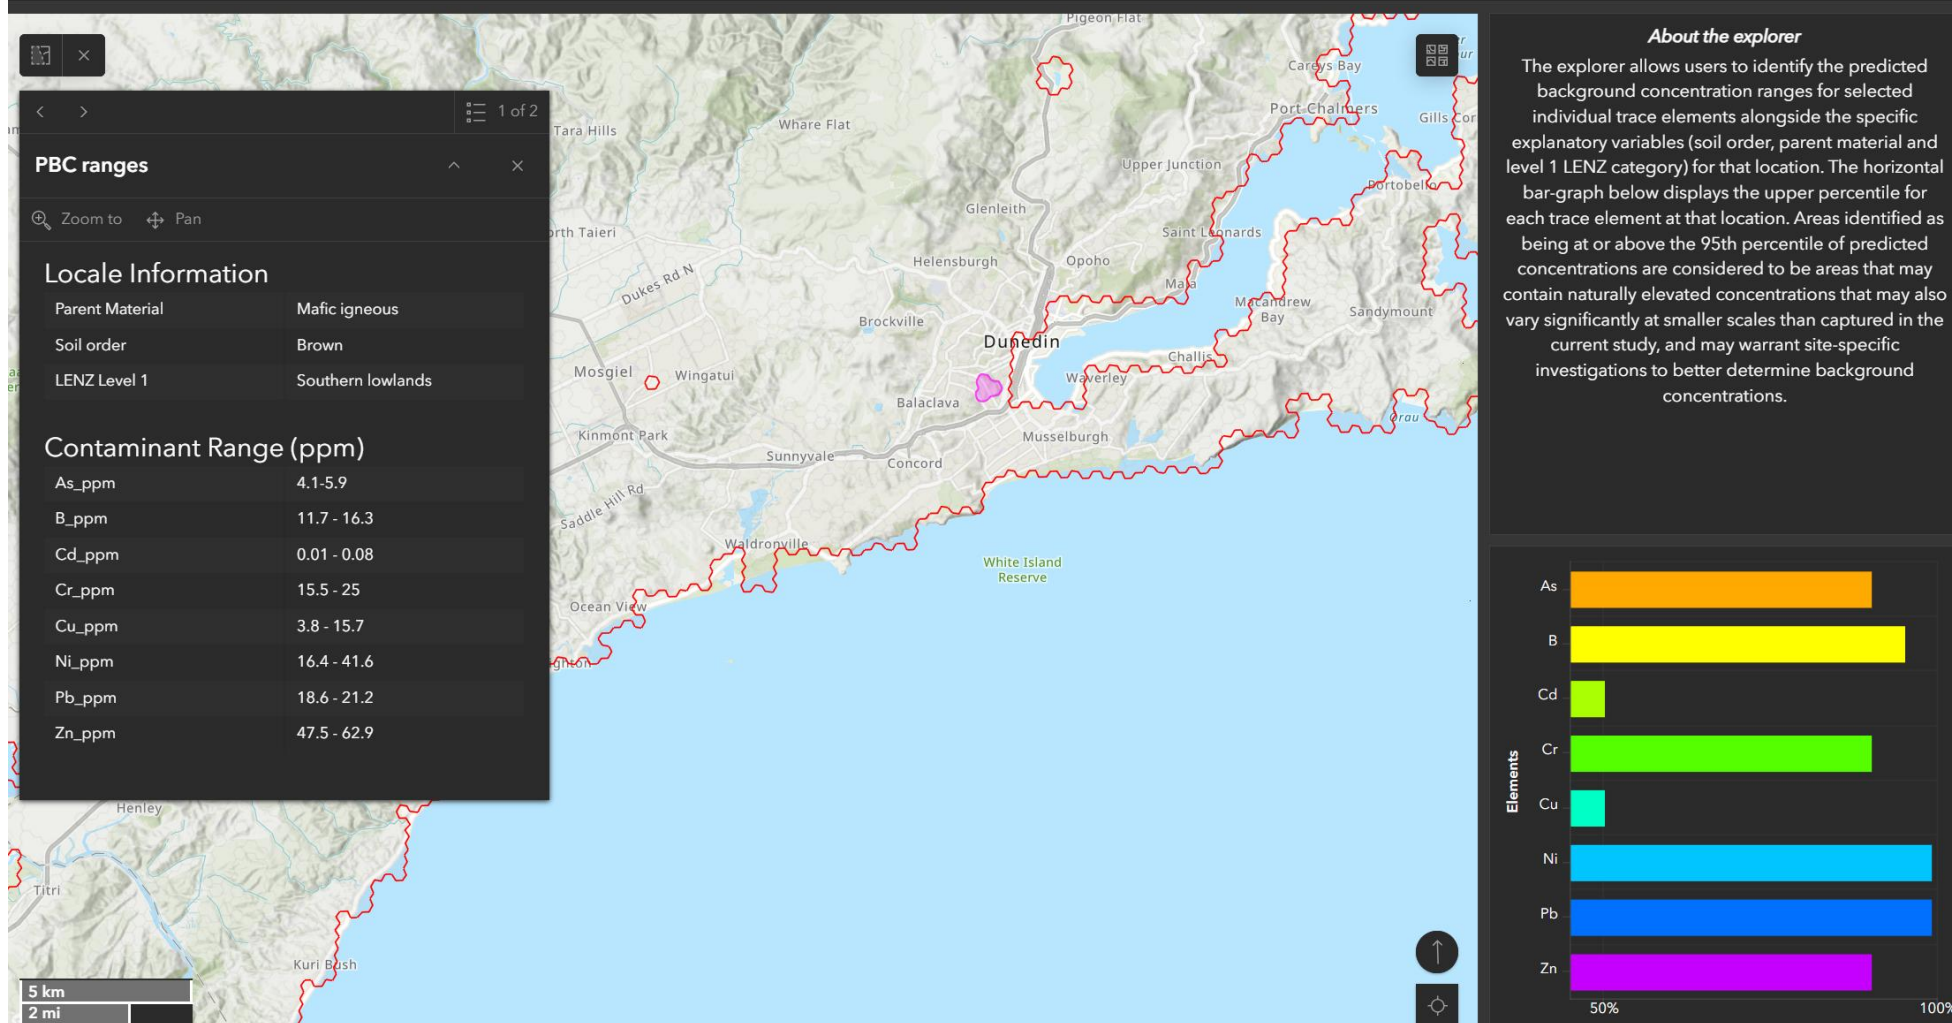 1 of 2
PBC ranges
Zoom to Pan
Locale Information
Parent Material Mafic igneous
Soil order Brown
LENZ Level 1 Southern lowlands
Contaminant Range (ppm)
As_ppm 4.1-5.9
B_ppm 11.7 - 16.3
Cd_ppm 0.01 - 0.08
Cr_ppm 15.5 - 25
Cu_ppm 3.8 - 15.7
Ni_ppm 16.4 - 41.6
Pb_ppm 18.6 - 21.2
Zn_ppm 47.5 - 62.9
Pigeon Flat
Careys Bay
Port Chalmers
Tara Hills
Whare Flat
Upper Junction
Portobello
Glenleith
Saint Leonards
Helensburgh
Opoho
Dukes Rd N
Maia
Macandrew
Bay
Sandymount
Brockville
Dunedin
Challis
Mosgiel
Wingatui
Waverley
Balaclava
Kinmont Park
Musselburgh
Sunnyvale
Concord
Saddle Hill Rd
Waldronville
White Island
Reserve
Ocean View
Henley
Titri
Kuri Bush
5 km
2 mi
About the explorer
The explorer allows users to identify the predicted
background concentration ranges for selected
individual trace elements alongside the specific
explanatory variables (soil order, parent material and
level 1 LENZ category) for that location. The horizontal
bar-graph below displays the upper percentile for
each trace element at that location. Areas identified as
being at or above the 95th percentile of predicted
concentrations are considered to be areas that may
contain naturally elevated concentrations that may also
vary significantly at smaller scales than captured in the
current study, and may warrant site-specific
investigations to better determine background
concentrations.
Elements
As
B
Cd
Cr
Cu
Ni
Pb
Zn
50% 100%